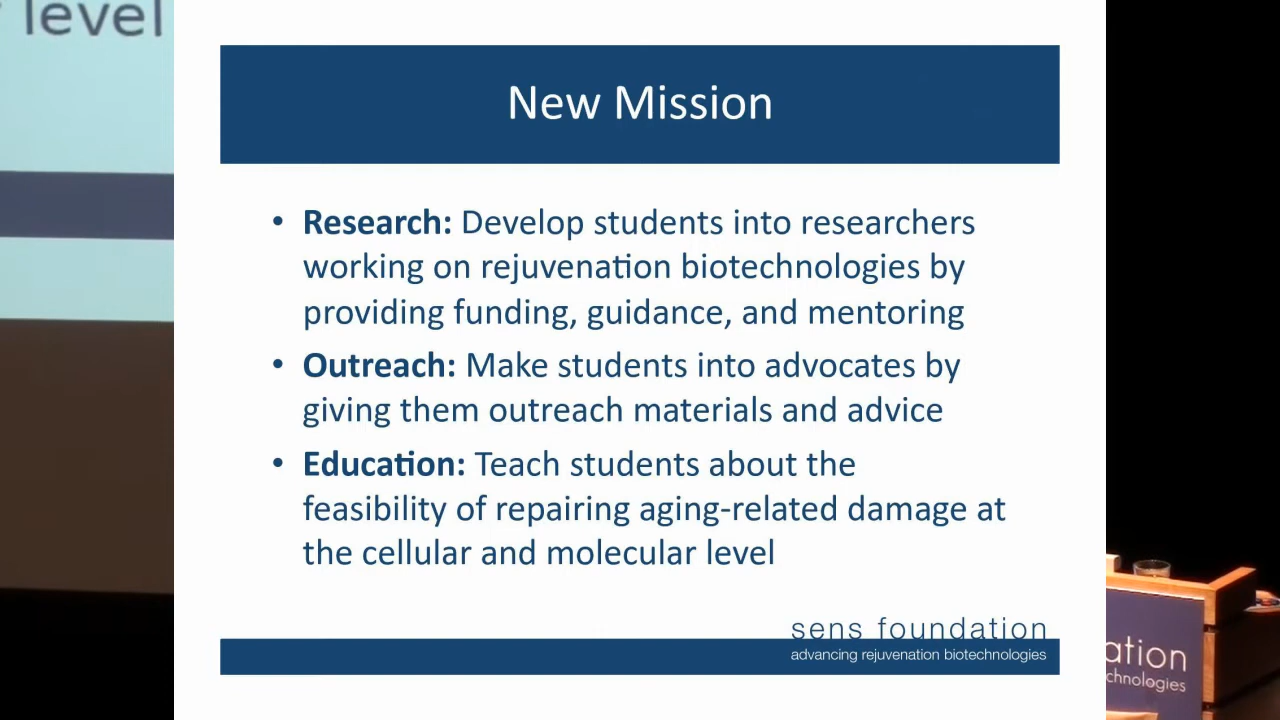 level
New Mission
• Research: Develop students into researchers
working on rejuvenation biotechnologies by
providing funding, guidance, and mentoring
• Outreach: Make students into advocates by
giving them outreach materials and advice
• Education: Teach students about the
feasibility of repairing aging-related damage at
the cellular and molecular level
sens foundation
advancing rejuvenation biotechnologies
ation
chnologies